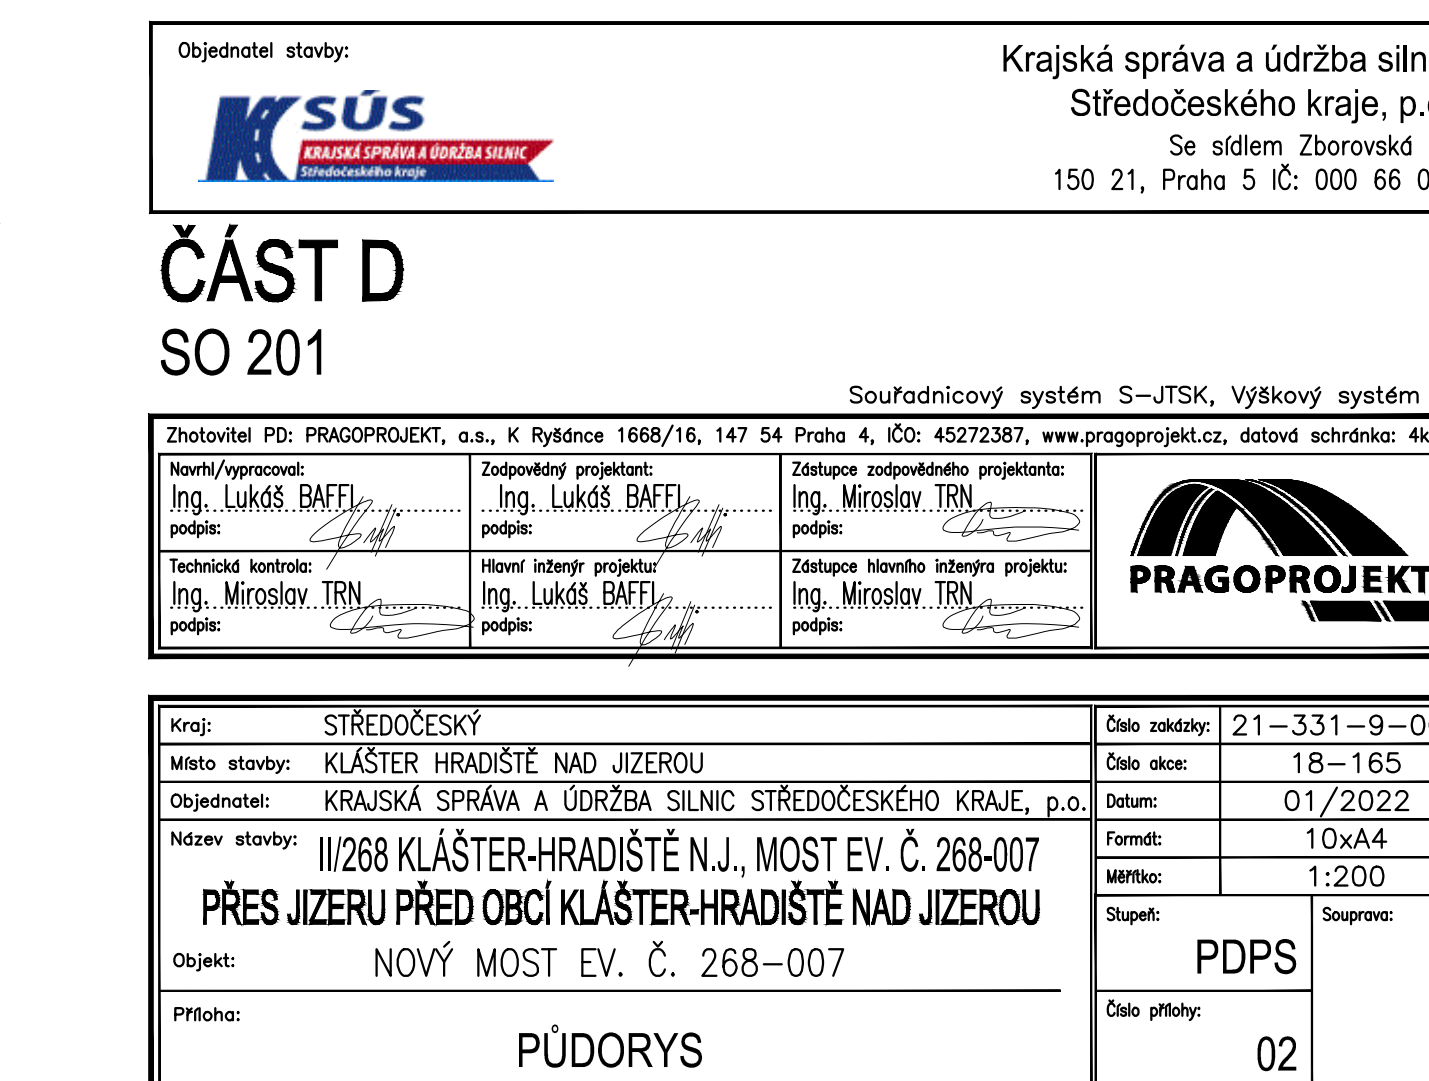 Objednatel stavby:
Krajská správa a údržba siln
Středočeského kraje, p.
Se sídlem Zborovská
150 21, Praha 5 IČ: 000 66 0
KSÚS
KRAJSKÁ SPRÁVA A ÚDRŽBA SILNIC
Středočeského kraje
ČÁST D
SO 201
Souřadnicový systém S-JTSK, Výškový systém
Zhotovitel PD: PRAGOPROJEKT, a.s., K Ryšánce 1668/16, 147 54 Praha 4, IČO: 45272387, www.pragoprojekt.cz, datová schránka: 4k
Navrhl/vypracoval:
Ing. Lukáš BAFFI
podpis:
Zodpovědný projektant:
Ing. Lukáš BAFFI
podpis:
Zástupce zodpovědného projektanta:
Ing. Miroslav TRN
podpis:
Technická kontrola:
Ing. Miroslav TRN
podpis:
Hlavní inženýr projektu:
Ing. Lukáš BAFFI
podpis:
Zástupce hlavního inženýra projektu:
Ing. Miroslav TRN
podpis:
PRAGOPROJEKT
Kraj: STŘEDOČESKÝ
Místo stavby: KLÁŠTER HRADIŠTĚ NAD JIZEROU
Objednatel: KRAJSKÁ SPRÁVA A ÚDRŽBA SILNIC STŘEDOČESKÉHO KRAJE, p.o.
Název stavby: II/268 KLÁŠTER-HRADIŠTĚ N.J., MOST EV. Č. 268-007
PŘES JIZERU PŘED OBCÍ KLÁŠTER-HRADIŠTĚ NAD JIZEROU
Objekt: NOVÝ MOST EV. Č. 268-007
Příloha:
PŮDORYS
Číslo zakázky: 21-331-9-0
Číslo akce: 18-165
Datum: 01/2022
Formát: 10xA4
Měřítko: 1:200
Stupeň:
PDPS
Souprava:
Číslo přílohy:
02